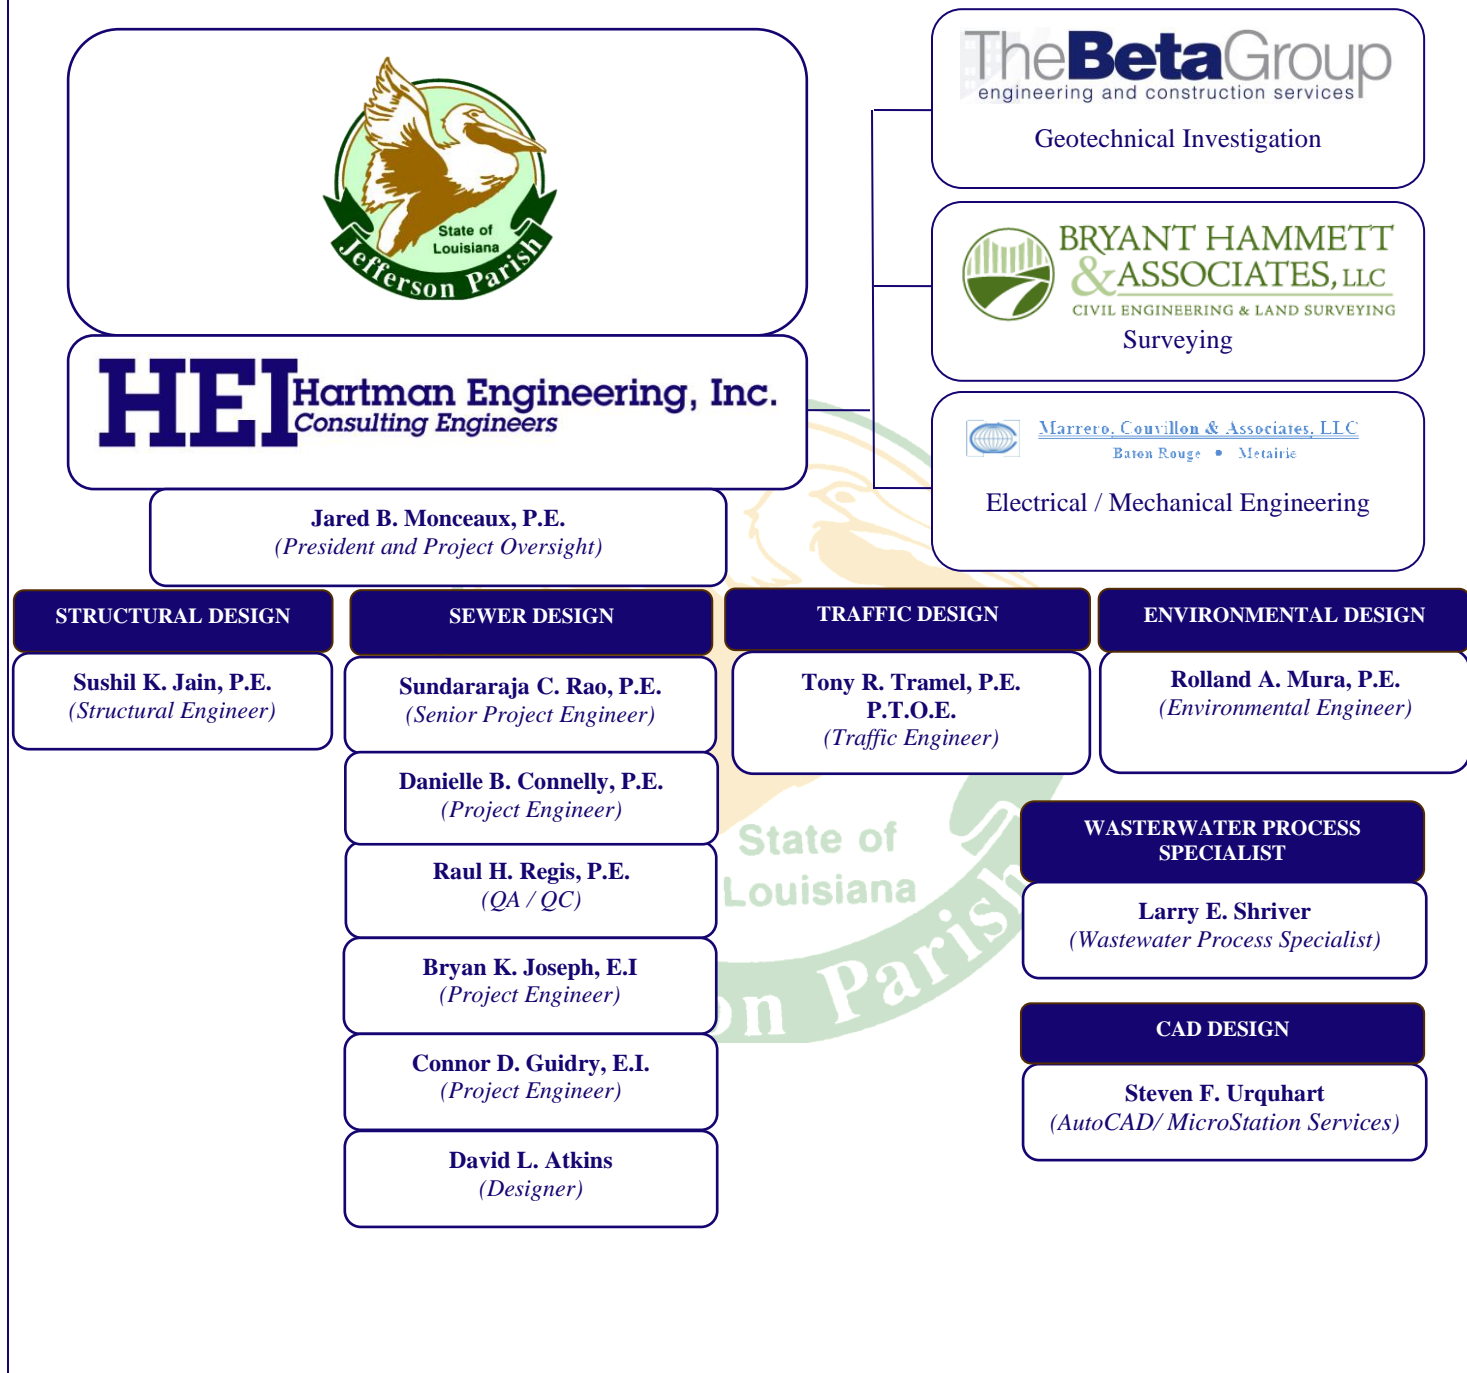 State of
Louisiana
Jefferson Parish
HEI Hartman Engineering, Inc.
Consulting Engineers
Jared B. Monceaux, P.E.
(President and Project Oversight)
TheBetaGroup
engineering and construction services
Geotechnical Investigation
BRYANT HAMMETT
& ASSOCIATES, LLC
CIVIL ENGINEERING & LAND SURVEYING
Surveying
Marrero, Couvillon & Associates, LLC
Baton Rouge • Metairie
Electrical / Mechanical Engineering
STRUCTURAL DESIGN
Sushil K. Jain, P.E.
(Structural Engineer)
SEWER DESIGN
Sundararaja C. Rao, P.E.
(Senior Project Engineer)
Danielle B. Connelly, P.E.
(Project Engineer)
Raul H. Regis, P.E.
(QA / QC)
Bryan K. Joseph, E.I
(Project Engineer)
Connor D. Guidry, E.I.
(Project Engineer)
David L. Atkins
(Designer)
TRAFFIC DESIGN
Tony R. Tramel, P.E.
P.T.O.E.
(Traffic Engineer)
ENVIRONMENTAL DESIGN
Rolland A. Mura, P.E.
(Environmental Engineer)
WASTERWATER PROCESS
SPECIALIST
Larry E. Shriver
(Wastewater Process Specialist)
CAD DESIGN
Steven F. Urquhart
(AutoCAD/ MicroStation Services)
State of
Louisiana
on Parish